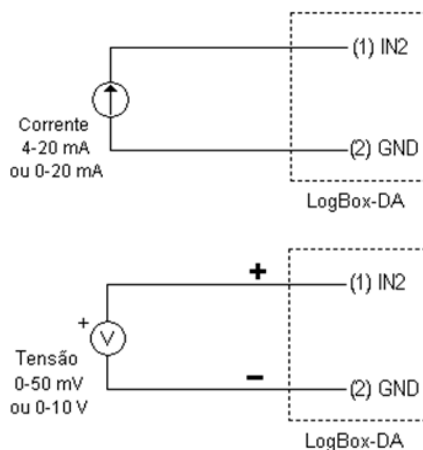 (1) IN2
Corrente
4-20 mA
ou 0-20 mA
(2) GND
LogBox-DA
+ −
(1) IN2
+
V
Tensão
0-50 mV
ou 0-10 V
(2) GND
LogBox-DA